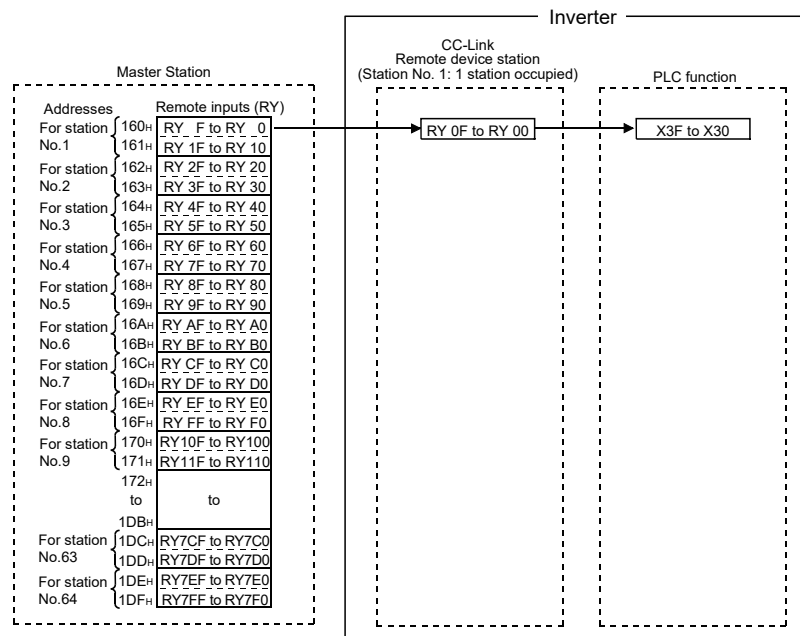 Inverter
CC-Link
Remote device station
(Station No. 1: 1 station occupied)
Master Station
PLC function
Addresses
Remote inputs (RY)
For station No.1
160H RY F to RY 0
RY 0F to RY 00
X3F to X30
161H RY 1F to RY 10
For station No.2
162H RY 2F to RY 20
163H RY 3F to RY 30
For station No.3
164H RY 4F to RY 40
165H RY 5F to RY 50
For station No.4
166H RY 6F to RY 60
167H RY 7F to RY 70
For station No.5
168H RY 8F to RY 80
169H RY 9F to RY 90
For station No.6
16AH RY AF to RY A0
16BH RY BF to RY B0
For station No.7
16CH RY CF to RY C0
16DH RY DF to RY D0
For station No.8
16EH RY EF to RY E0
16FH RY FF to RY F0
For station No.9
170H RY10F to RY100
171H RY11F to RY110
172H
to to
1DBH
For station No.63
1DCH RY7CF to RY7C0
1DDH RY7DF to RY7D0
For station No.64
1DEH RY7EF to RY7E0
1DFH RY7FF to RY7F0